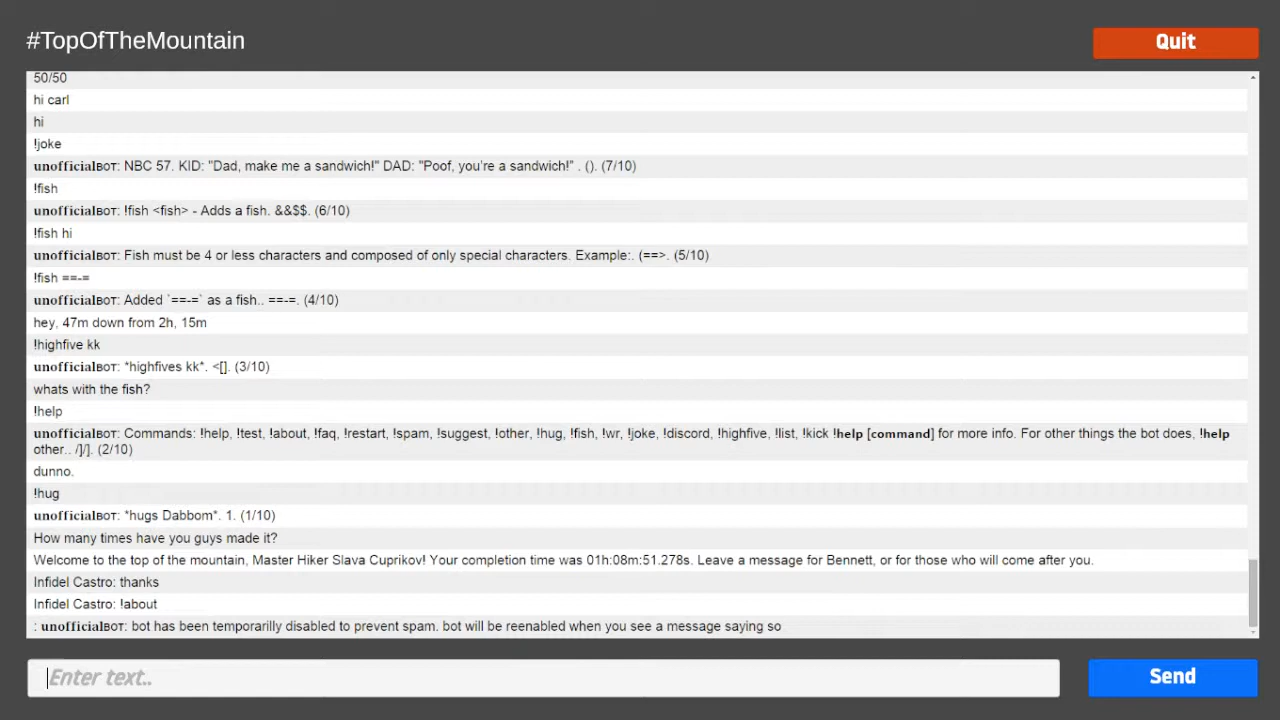 #TopOfTheMountain
Quit
50/50
hi carl
hi
!joke
unofficialBOT: NBC 57. KID: "Dad, make me a sandwich!" DAD: "Poof, you're a sandwich!" . (). (7/10)
!fish
unofficialBOT: !fish <fish> - Adds a fish. &&$$. (6/10)
!fish hi
unofficialBOT: Fish must be 4 or less characters and composed of only special characters. Example:. (==>. (5/10)
!fish ==-=
unofficialBOT: Added `==-=` as a fish.. ==-=. (4/10)
hey, 47m down from 2h, 15m
!highfive kk
unofficialBOT: *highfives kk*. <[]. (3/10)
whats with the fish?
!help
unofficialBOT: Commands: !help, !test, !about, !faq, !restart, !spam, !suggest, !other, !hug, !fish, !wr, !joke, !discord, !highfive, !list, !kick !help [command] for more info. For other things the bot does, !help
other.. /]/]. (2/10)
dunno.
!hug
unofficialBOT: *hugs Dabbom*. 1. (1/10)
How many times have you guys made it?
Welcome to the top of the mountain, Master Hiker Slava Cuprikov! Your completion time was 01h:08m:51.278s. Leave a message for Bennett, or for those who will come after you.
Infidel Castro: thanks
Infidel Castro: !about
: unofficialBOT: bot has been temporarilly disabled to prevent spam. bot will be reenabled when you see a message saying so
Enter text..
Send